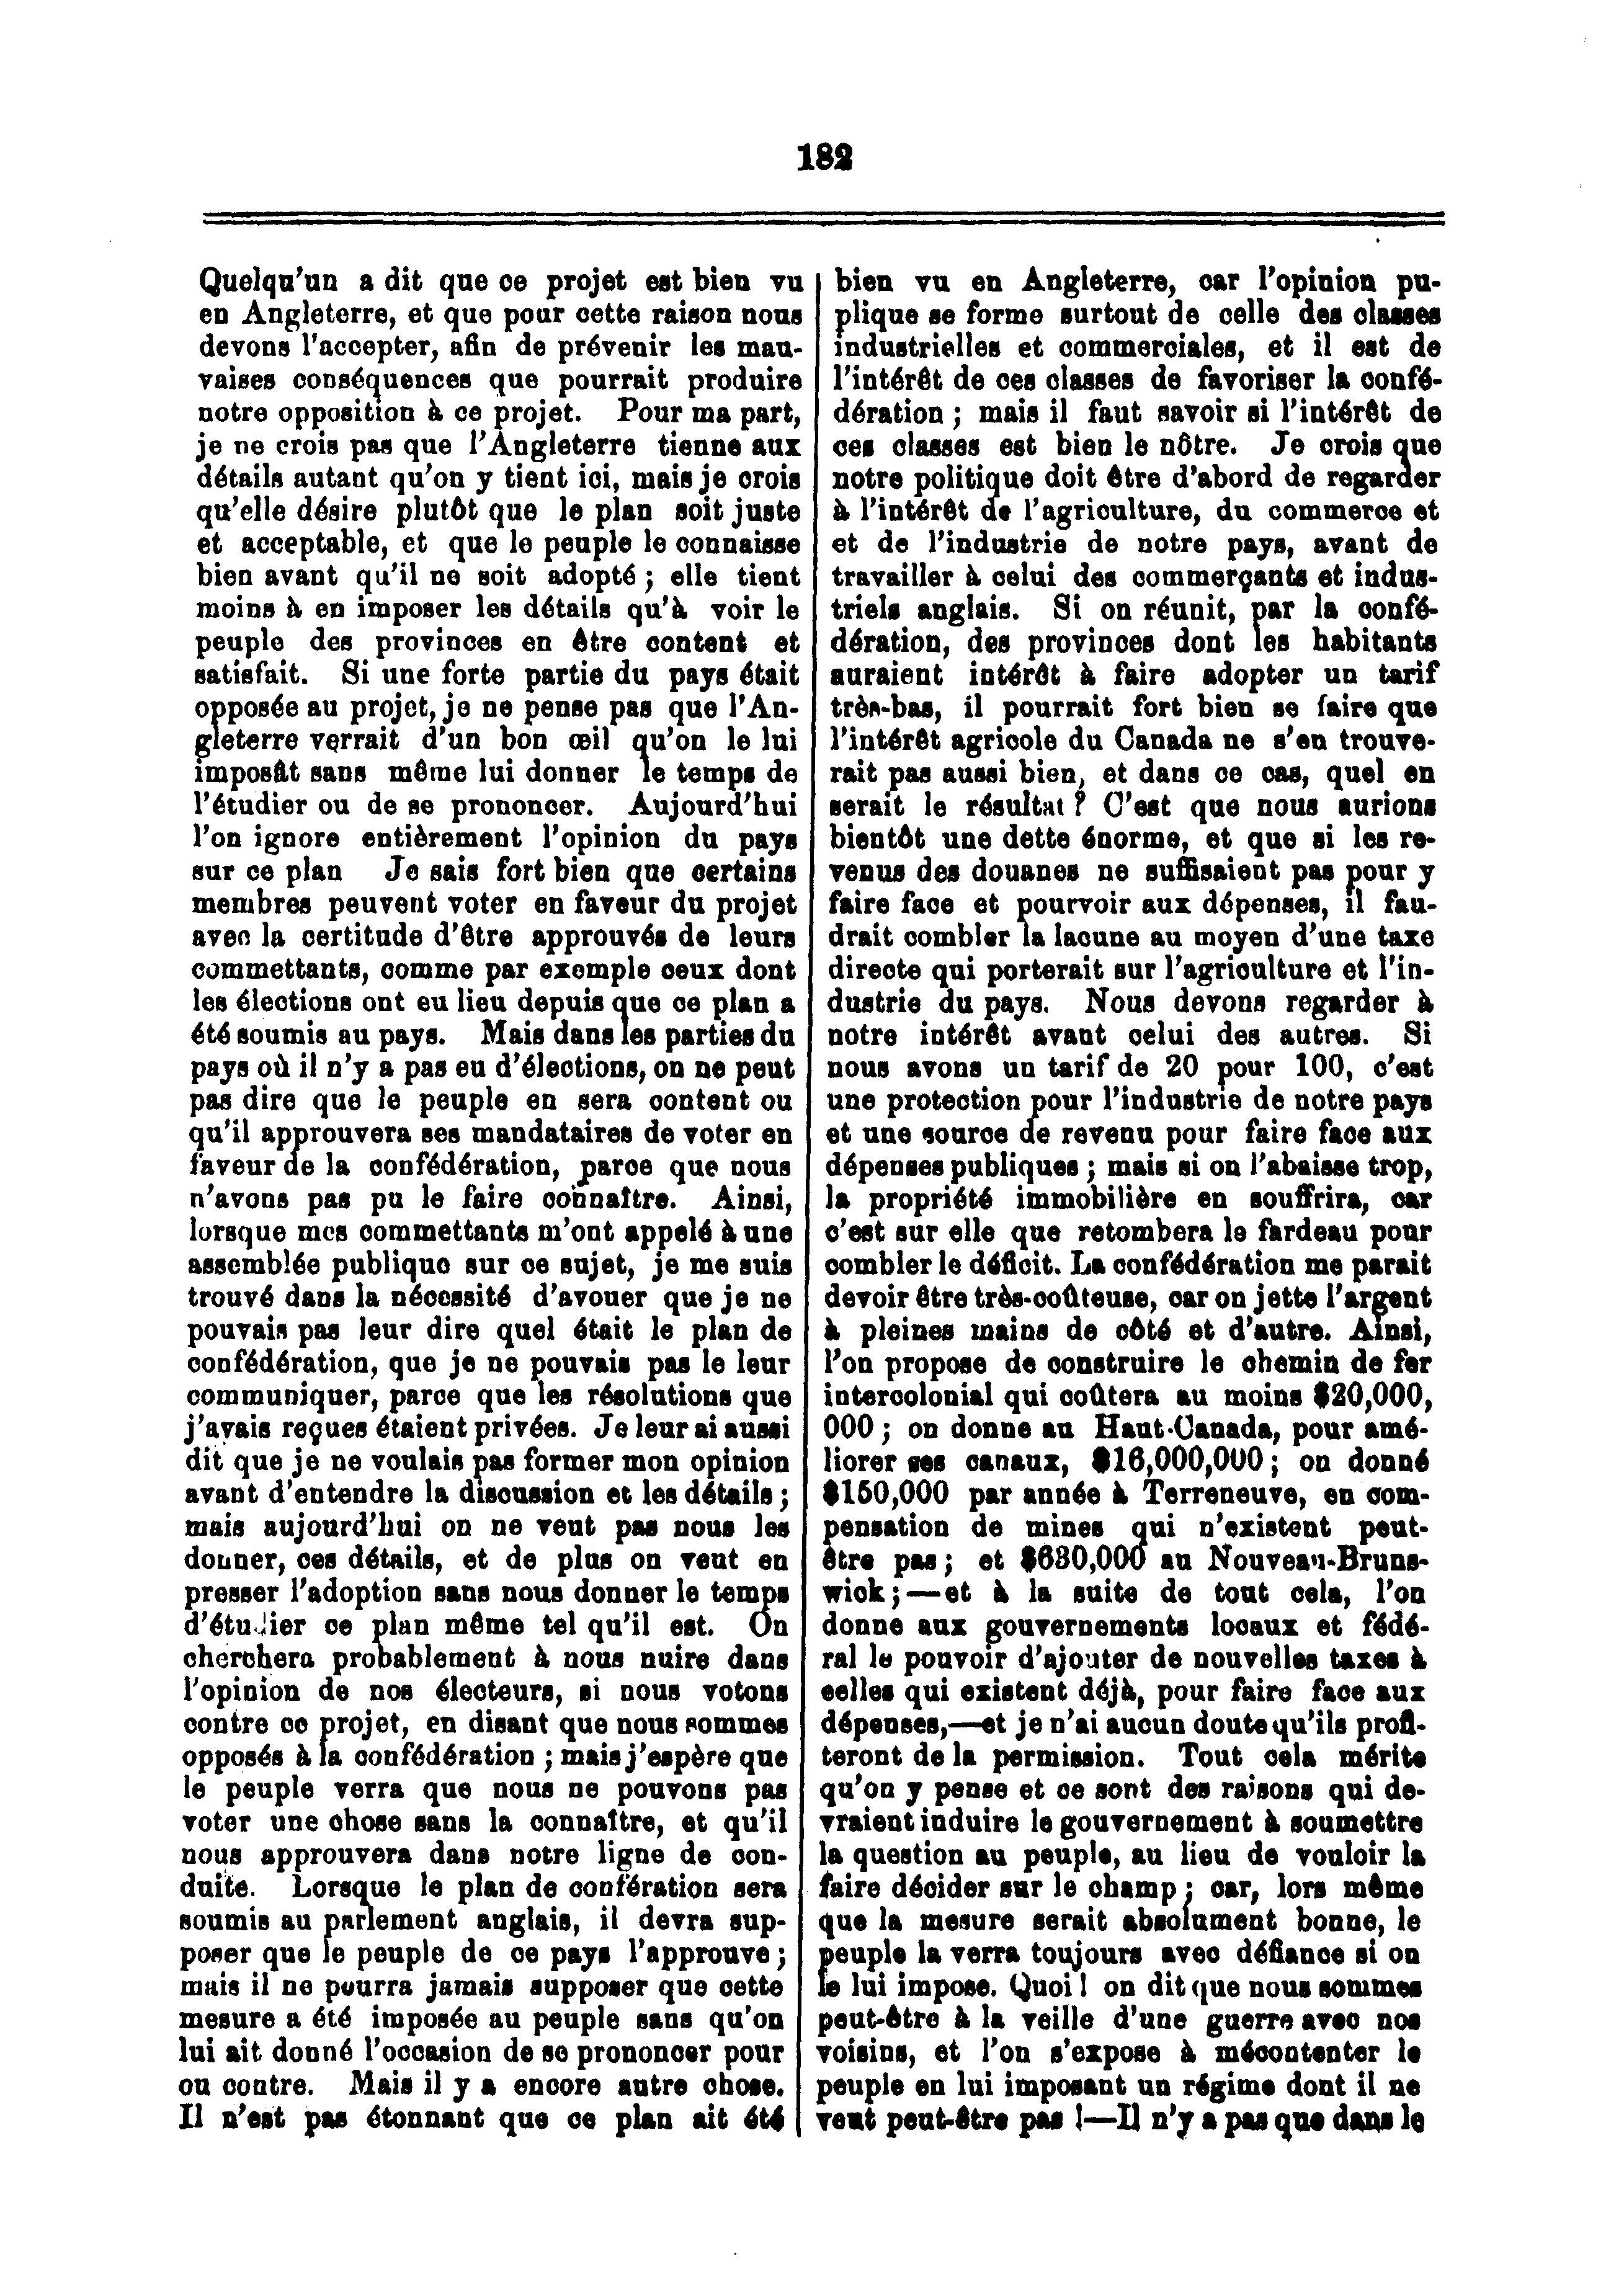 182
Quelqu'un a dit que ce projet est bien vu
en Angleterre, et que pour cette raison nous
devons l'accepter, afin de prévenir les mau-
vaises conséquences que pourrait produire
notre opposition à ce projet. Pour ma part,
je ne crois pas que l'Angleterre tienne aux
détails autant qu'on y tient ici, mais je crois
qu'elle désire plutôt que le plan soit juste
et acceptable, et que le peuple le connaisse
bien avant qu'il ne soit adopté ; elle tient
moins à en imposer les détails qu'à voir le
peuple des provinces en être content et
satisfait. Si une forte partie du pays était
opposée au projet, je ne pense pas que l'An-
gleterre verrait d'un bon œil qu'on le lui
imposât sans même lui donner le temps de
l'étudier ou de se prononcer. Aujourd'hui
l'on ignore entièrement l'opinion du pays
sur ce plan Je sais fort bien que certains
membres peuvent voter en faveur du projet
avec la certitude d'être approuvés de leurs
commettants, comme par exemple ceux dont
les élections ont eu lieu depuis que ce plan a
été soumis au pays. Mais dans les parties du
pays où il n'y a pas eu d'élections, on ne peut
pas dire que le peuple en sera content ou
qu'il approuvera ses mandataires de voter en
faveur de la confédération, parce que nous
n'avons pas pu le faire connaître. Ainsi,
lorsque mes commettants m'ont appelé à une
assemblée publique sur ce sujet, je me suis
trouvé dans la nécessité d'avouer que je ne
pouvais pas leur dire quel était le plan de
confédération, que je ne pouvais pas le leur
communiquer, parce que les résolutions que
j'avais reçues étaient privées. Je leur ai aussi
dit que je ne voulais pas former mon opinion
avant d'entendre la discussion et les détails ;
mais aujourd'hui on ne veut pas nous les
donner, ces détails, et de plus on veut en
presser l'adoption sans nous donner le temps
d'étudier ce plan même tel qu'il est. On
cherchera probablement à nous nuire dans
l'opinion de nos électeurs, si nous votons
contre ce projet, en disant que nous sommes
opposés à la confédération ; mais j'espère que
le peuple verra que nous ne pouvons pas
voter une chose sans la connaître, et qu'il
nous approuvera dans notre ligne de con-
duite. Lorsque le plan de confération sera
soumis au parlement anglais, il devra sup-
poser que le peuple de ce pays l'approuve ;
mais il ne pourra jamais supposer que cette
mesure a été imposée au peuple sans qu'on
lui ait donné l'occasion de se prononcer pour
ou contre. Mais il y a encore autre chose.
Il n'est pas étonnant que ce plan ait été
bien vu en Angleterre, car l'opinion pu-
plique se forme surtout de celle des classes
industrielles et commerciales, et il est de
l'intérêt de ces classes de favoriser la confé-
dération ; mais il faut savoir si l'intérêt de
ces classes est bien le nôtre. Je crois que
notre politique doit être d'abord de regarder
à l'intérêt de l'agriculture, du commerce et
et de l'industrie de notre pays, avant de
travailler à celui des commerçants et indus-
triels anglais. Si on réunit, par la confé-
dération, des provinces dont les habitants
auraient intérêt à faire adopter un tarif
très-bas, il pourrait fort bien se faire que
l'intérêt agricole du Canada ne s'en trouve-
rait pas aussi bien, et dans ce cas, quel en
serait le résultat ? C'est que nous aurions
bientôt une dette énorme, et que si les re-
venus des douanes ne suffisaient pas pour y
faire face et pourvoir aux dépenses, il fau-
drait combler la lacune au moyen d'une taxe
directe qui porterait sur l'agriculture et l'in-
dustrie du pays. Nous devons regarder à
notre intérêt avant celui des autres. Si
nous avons un tarif de 20 pour 100, c'est
une protection pour l'industrie de notre pays
et une source de revenu pour faire face aux
dépenses publiques ; mais si on l'abaisse trop,
la propriété immobilière en souffrira, car
c'est sur elle que retombera le fardeau pour
combler le déficit. La confédération me parait
devoir être très-coûteuse, car on jette l'argent
à pleines mains de côté et d'autre. Ainsi,
l'on propose de construire le chemin de fer
intercolonial qui coûtera au moins $20,000,
000 ; on donne au Haut-Canada, pour amé-
liorer ses canaux, $16,000,000 ; on donné
$150,000 par année à Terreneuve, en com-
pensation de mines qui n'existent peut-
être pas ; et $630,000 au Nouveau-Bruns-
wick ;—et à la suite de tout cela, l'on
donne aux gouvernements locaux et fédé-
ral le pouvoir d'ajouter de nouvelles taxes à
celles qui existent déjà, pour faire face aux
dépenses,—et je n'ai aucun doute qu'ils profi-
teront de la permission. Tout cela mérite
qu'on y pense et ce sont des raisons qui de-
vraient induire le gouvernement à soumettre
la question au peuple, au lieu de vouloir la
faire décider sur le champ ; car, lors même
que la mesure serait absolument bonne, le
peuple la verra toujours avec défiance si on
le lui impose. Quoi ! on dit que nous sommes
peut-être à la veille d'une guerre avec nos
voisins, et l'on s'expose à mécontenter le
peuple en lui imposant un régime dont il ne
veut peut-être pas !—Il n'y a pas que dans le